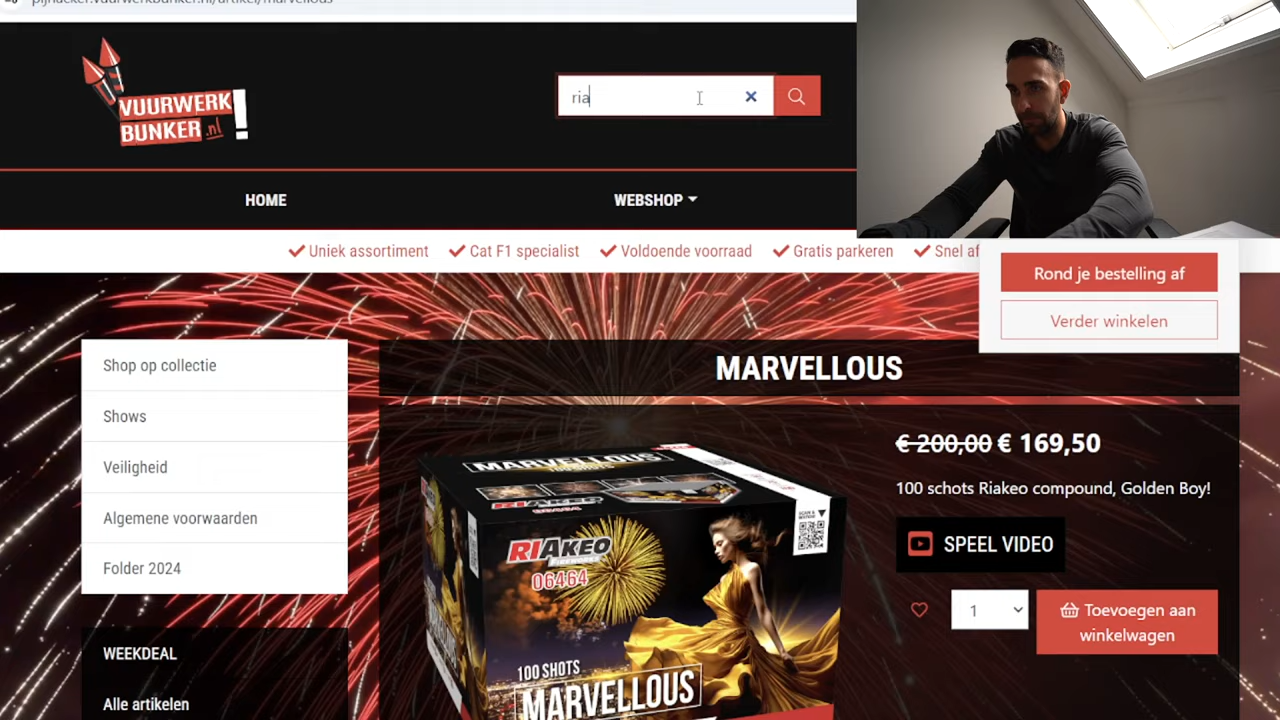 pijnacker.vuurwerkbunker.nl/artikel/marvellous
VUURWERK
BUNKER.nl!
ria
HOME
WEBSHOP
Uniek assortiment
Cat F1 specialist
Voldoende voorraad
Gratis parkeren
Snel af
Rond je bestelling af
Verder winkelen
Shop op collectie
Shows
Veiligheid
Algemene voorwaarden
Folder 2024
WEEKDEAL
Alle artikelen
MARVELLOUS
€ 200,00 € 169,50
100 schots Riakeo compound, Golden Boy!
SPEEL VIDEO
1
Toevoegen aan
winkelwagen
MARVELLOUS
RIAKEO
RIAKEO
FIREWORKS
06464
100 SHOTS
MARVELLOUS